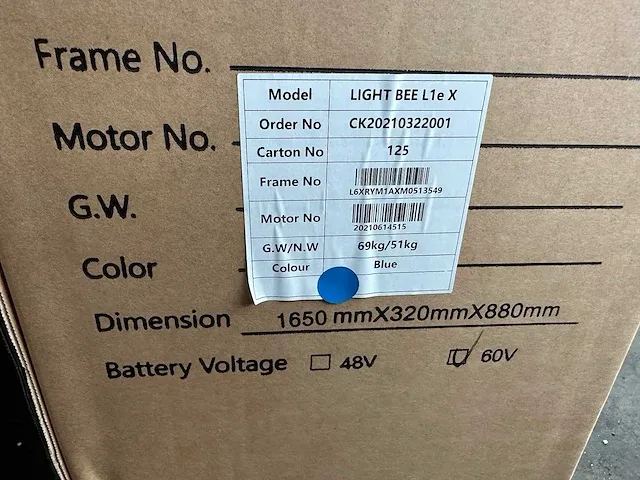 Frame No.
Motor No.
G.W.
Color
Dimension 1650 mmX320mmX880mm
Battery Voltage 48V 60V
Model LIGHT BEE L1e X
Order No CK20210322001
Carton No 125
Frame No
L6XRYM1AXM0513549
Motor No
20210614515
G.W/N.W 69kg/51kg
Colour Blue